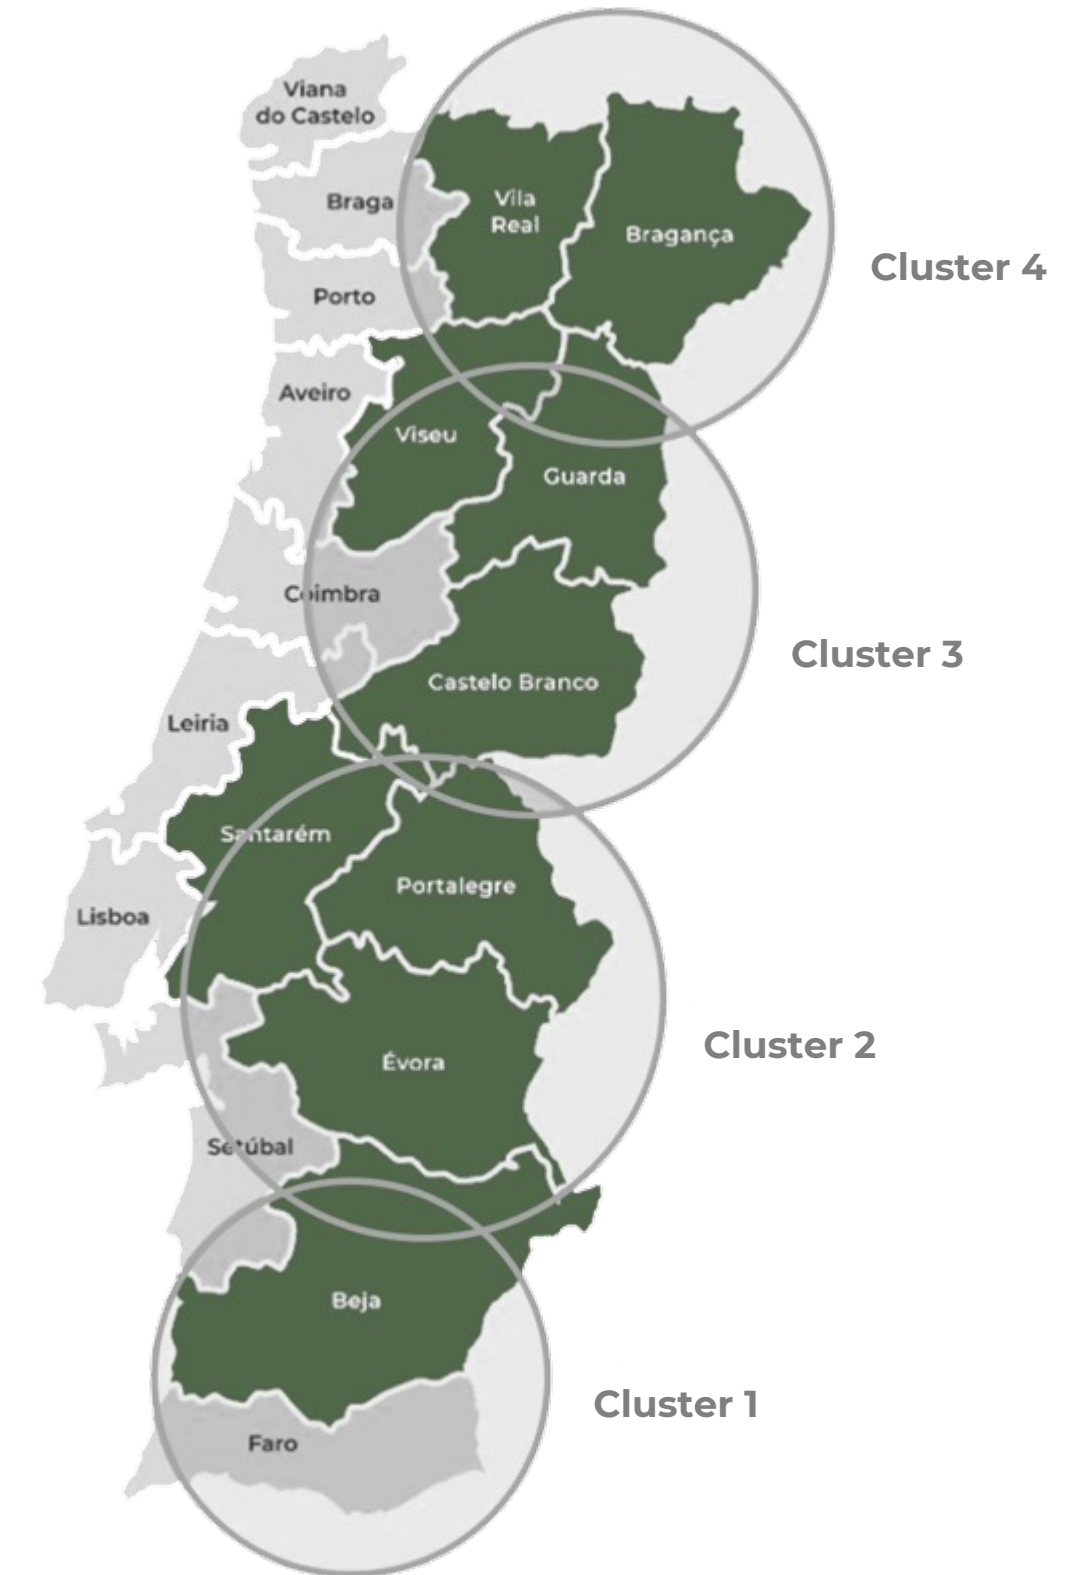 Viana
do Castelo
Braga
Vila
Real
Bragança
Cluster 4
Porto
Aveiro
Viseu
Guarda
Coimbra
Cluster 3
Castelo Branco
Leiria
Santarém
Portalegre
Lisboa
Cluster 2
Évora
Setúbal
Beja
Cluster 1
Faro